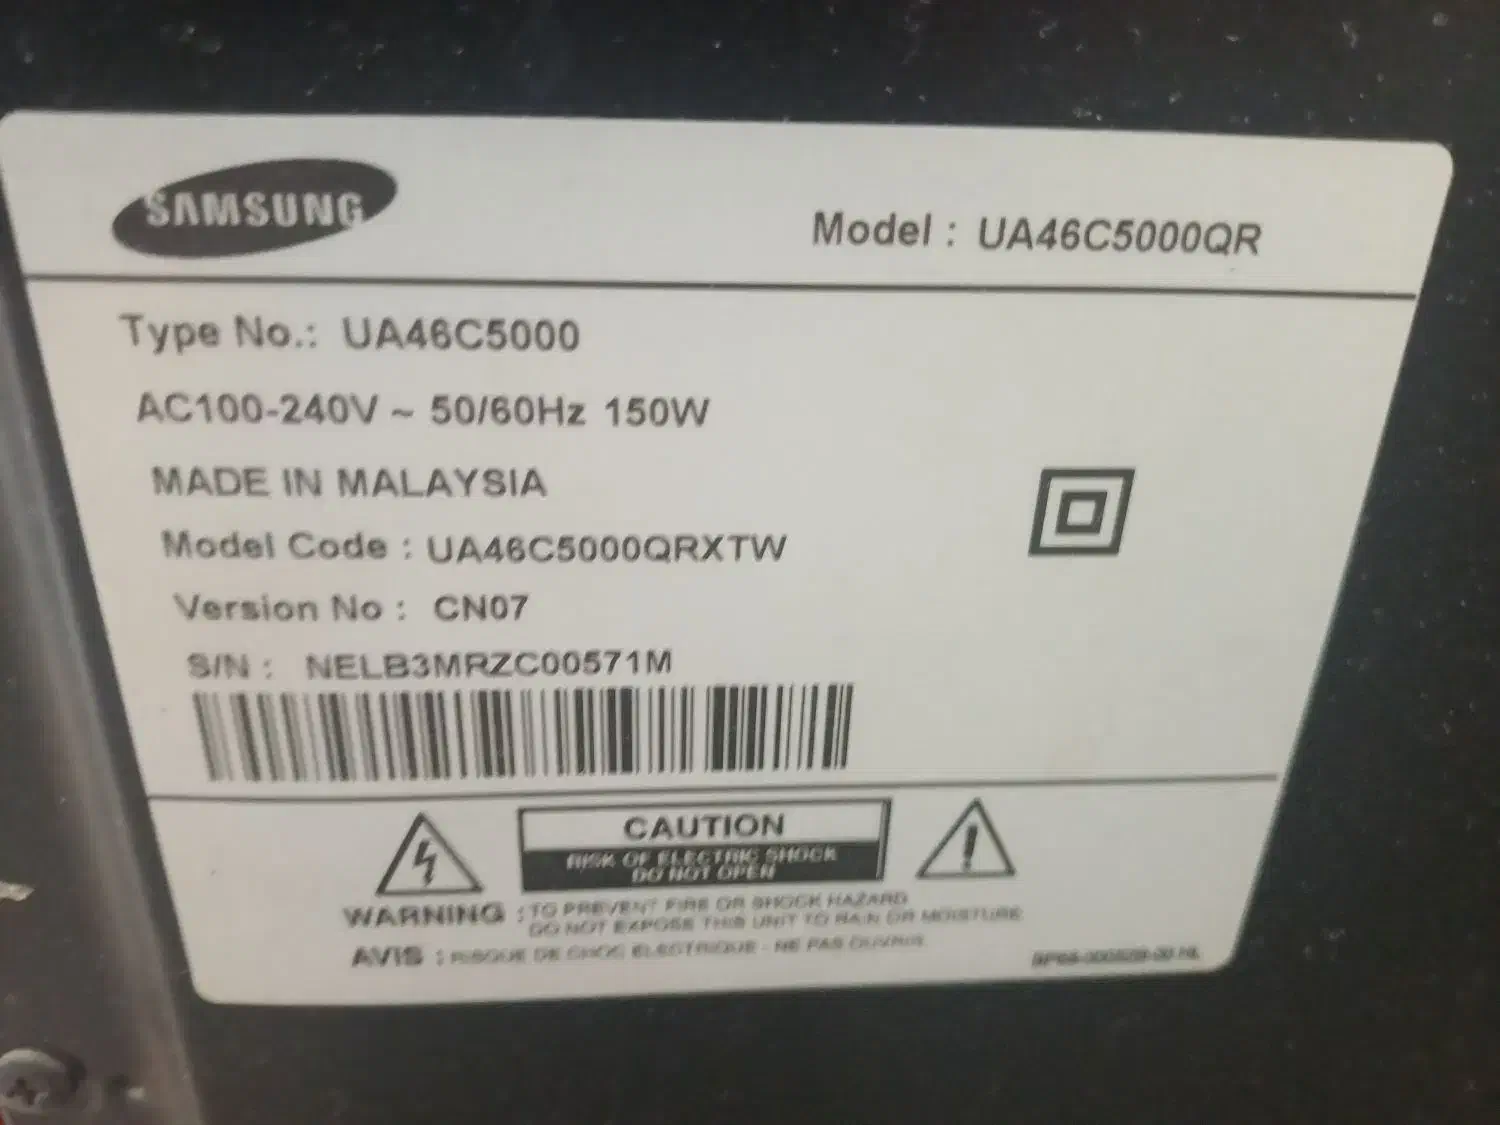 SAMSUNG
Model : UA46C5000QR
Type No.: UA46C5000
AC100-240V ~ 50/60Hz 150W
MADE IN MALAYSIA
Model Code : UA46C5000QRXTW
Version No : CN07
S/N : NELB3MRZC00571M
CAUTION
RISK OF ELECTRIC SHOCK
DO NOT OPEN
WARNING : TO PREVENT FIRE OR SHOCK HAZARD
DO NOT EXPOSE THIS UNIT TO RAIN OR MOISTURE
AVIS : RISQUE DE CHOC ELECTRIQUE - NE PAS OUVRIR